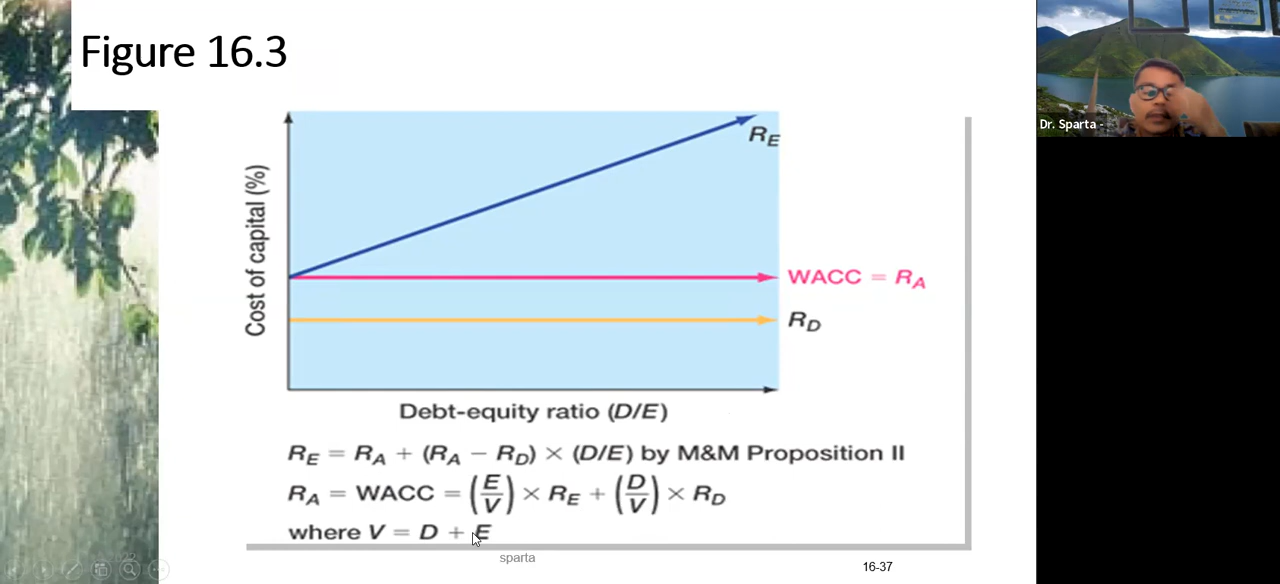 Figure 16.3
Dr. Sparta -
Cost of capital (%)
R_E
WACC = R_A
R_D
Debt-equity ratio (D/E)
R_E = R_A + (R_A − R_D) × (D/E) by M&M Proposition II
R_A = WACC = (E/V) × R_E + (D/V) × R_D
where V = D + E
sparta
16-37